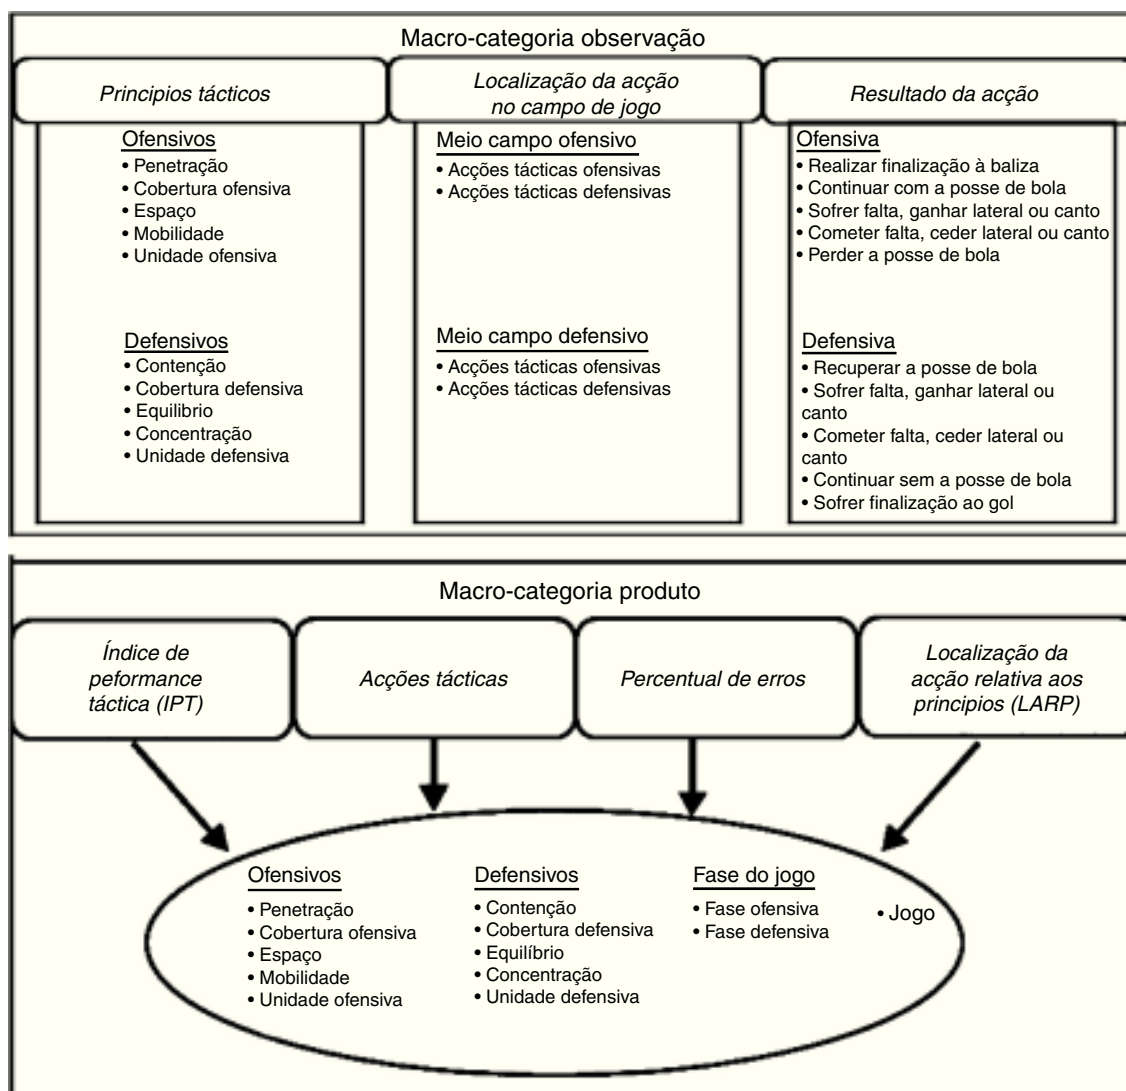 Macro-categoria observação
Principios tácticos
Localização da acção
no campo de jogo
Resultado da acção
Ofensivos
• Penetração
• Cobertura ofensiva
• Espaço
• Mobilidade
• Unidade ofensiva
Defensivos
• Contenção
• Cobertura defensiva
• Equilibrio
• Concentração
• Unidade defensiva
Meio campo ofensivo
• Acções tácticas ofensivas
• Acções tácticas defensivas
Meio campo defensivo
• Acções tácticas ofensivas
• Acções tácticas defensivas
Ofensiva
• Realizar finalização à baliza
• Continuar com a posse de bola
• Sofrer falta, ganhar lateral ou canto
• Cometer falta, ceder lateral ou canto
• Perder a posse de bola
Defensiva
• Recuperar a posse de bola
• Sofrer falta, ganhar lateral ou
canto
• Cometer falta, ceder lateral ou
canto
• Continuar sem a posse de bola
• Sofrer finalização ao gol
Macro-categoria produto
Índice de
peformance
táctica (IPT)
Acções tácticas
Percentual de erros
Localização da
acção relativa aos
principios (LARP)
Ofensivos
• Penetração
• Cobertura ofensiva
• Espaço
• Mobilidade
• Unidade ofensiva
Defensivos
• Contenção
• Cobertura defensiva
• Equilíbrio
• Concentração
• Unidade defensiva
Fase do jogo
• Fase ofensiva
• Fase defensiva
• Jogo